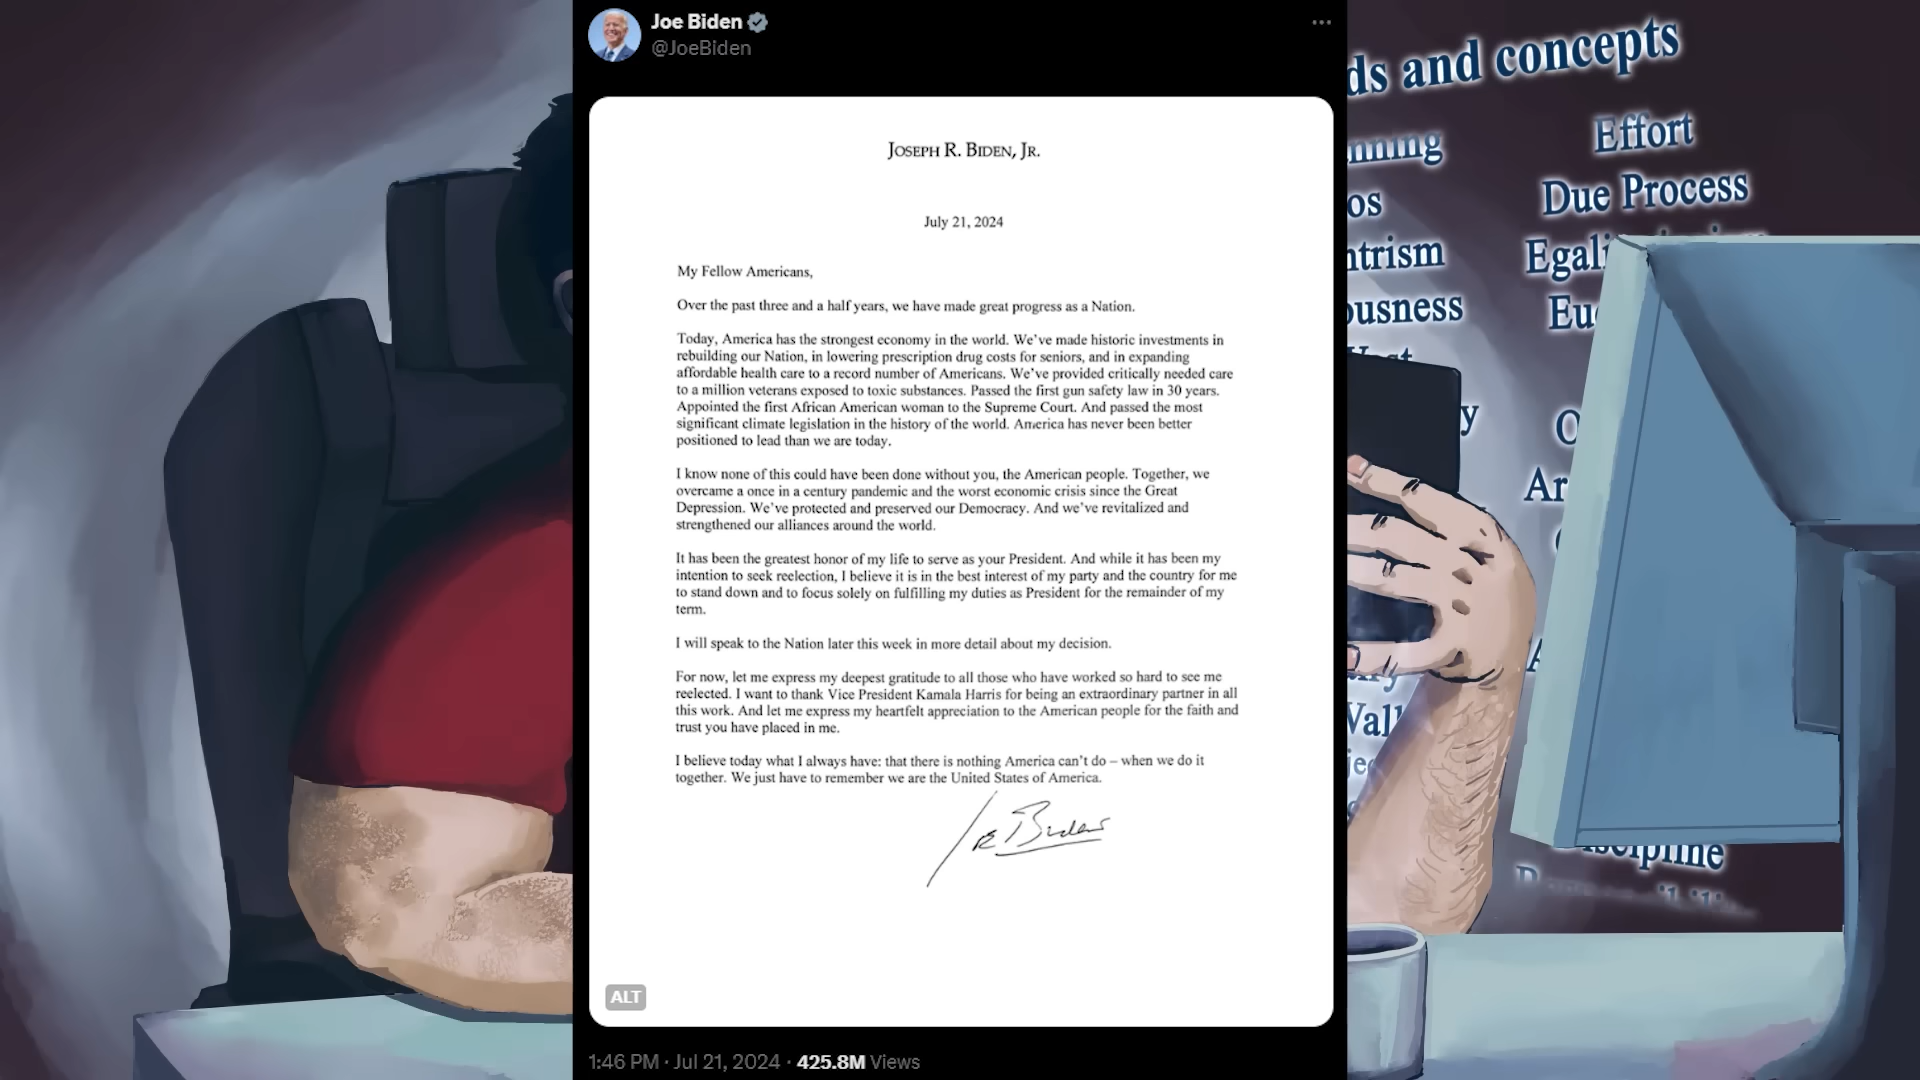 Joe Biden
@JoeBiden
JOSEPH R. BIDEN, JR.
July 21, 2024
My Fellow Americans,
Over the past three and a half years, we have made great progress as a Nation.
Today, America has the strongest economy in the world. We've made historic investments in
rebuilding our Nation, in lowering prescription drug costs for seniors, and in expanding
affordable health care to a record number of Americans. We've provided critically needed care
to a million veterans exposed to toxic substances. Passed the first gun safety law in 30 years.
Appointed the first African American woman to the Supreme Court. And passed the most
significant climate legislation in the history of the world. America has never been better
positioned to lead than we are today.
I know none of this could have been done without you, the American people. Together, we
overcame a once in a century pandemic and the worst economic crisis since the Great
Depression. We've protected and preserved our Democracy. And we've revitalized and
strengthened our alliances around the world.
It has been the greatest honor of my life to serve as your President. And while it has been my
intention to seek reelection, I believe it is in the best interest of my party and the country for me
to stand down and to focus solely on fulfilling my duties as President for the remainder of my
term.
I will speak to the Nation later this week in more detail about my decision.
For now, let me express my deepest gratitude to all those who have worked so hard to see me
reelected. I want to thank Vice President Kamala Harris for being an extraordinary partner in all
this work. And let me express my heartfelt appreciation to the American people for the faith and
trust you have placed in me.
I believe today what I always have: that there is nothing America can't do – when we do it
together. We just have to remember we are the United States of America.
Joe Biden
ALT
1:46 PM · Jul 21, 2024 · 425.8M Views
and concepts
Effort
Due Process